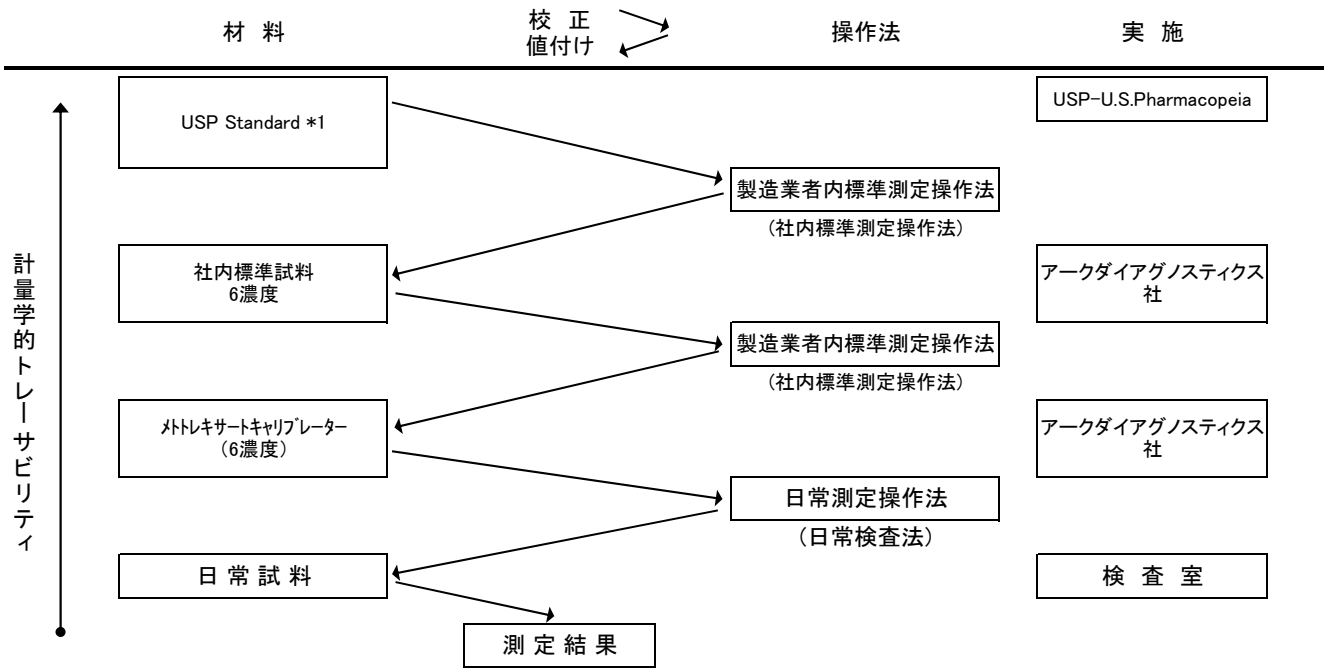 材 料
校 正
値付け
操作法
実 施
USP Standard *1
USP-U.S.Pharmacopeia
製造業者内標準測定操作法
(社内標準測定操作法)
社内標準試料
6濃度
アークダイアグノスティクス
社
製造業者内標準測定操作法
(社内標準測定操作法)
メトトレキサートキャリブレーター
(6濃度)
アークダイアグノスティクス
社
日常測定操作法
(日常検査法)
日 常 試 料
検 査 室
測 定 結 果
計量学的トレーサビリティ